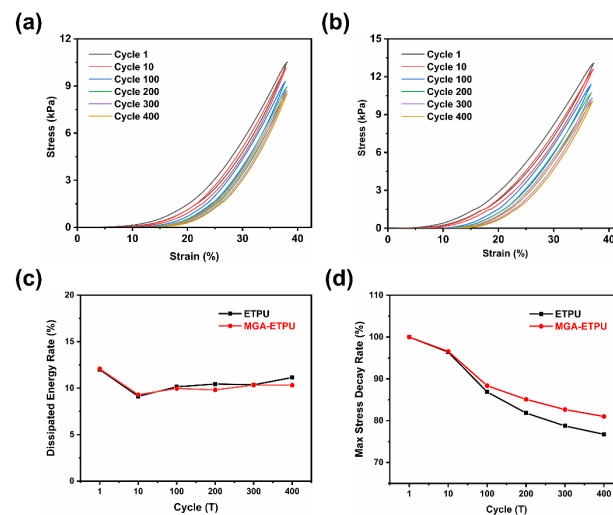 (a)
Stress (kPa)
12
9
6
3
0
Cycle 1
Cycle 10
Cycle 100
Cycle 200
Cycle 300
Cycle 400
0
10
20
30
40
Strain (%)
(b)
Stress (kPa)
15
12
9
6
3
0
Cycle 1
Cycle 10
Cycle 100
Cycle 200
Cycle 300
Cycle 400
0
10
20
30
40
Strain (%)
(c)
Dissipated Energy Rate (%)
20
15
10
5
0
ETPU
MGA-ETPU
1
10
100
200
300
400
Cycle (T)
(d)
Max Stress Decay Rate (%)
110
100
90
80
70
ETPU
MGA-ETPU
1
10
100
200
300
400
Cycle (T)